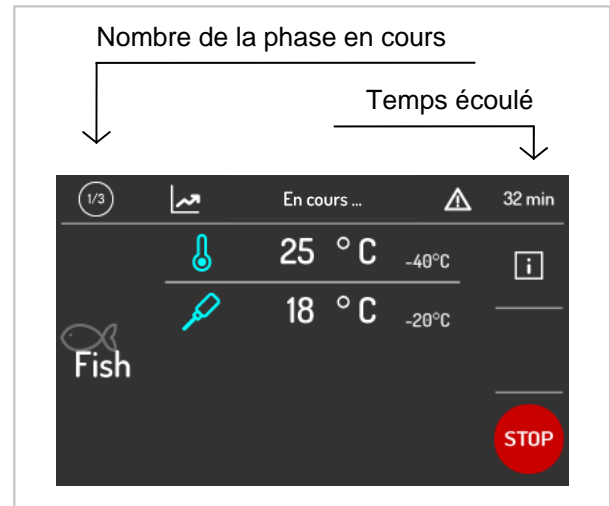 Nombre de la phase en cours
Temps écoulé
1/3 En cours ... 32 min
25 °C -40°C i
18 °C -20°C
Fish
STOP